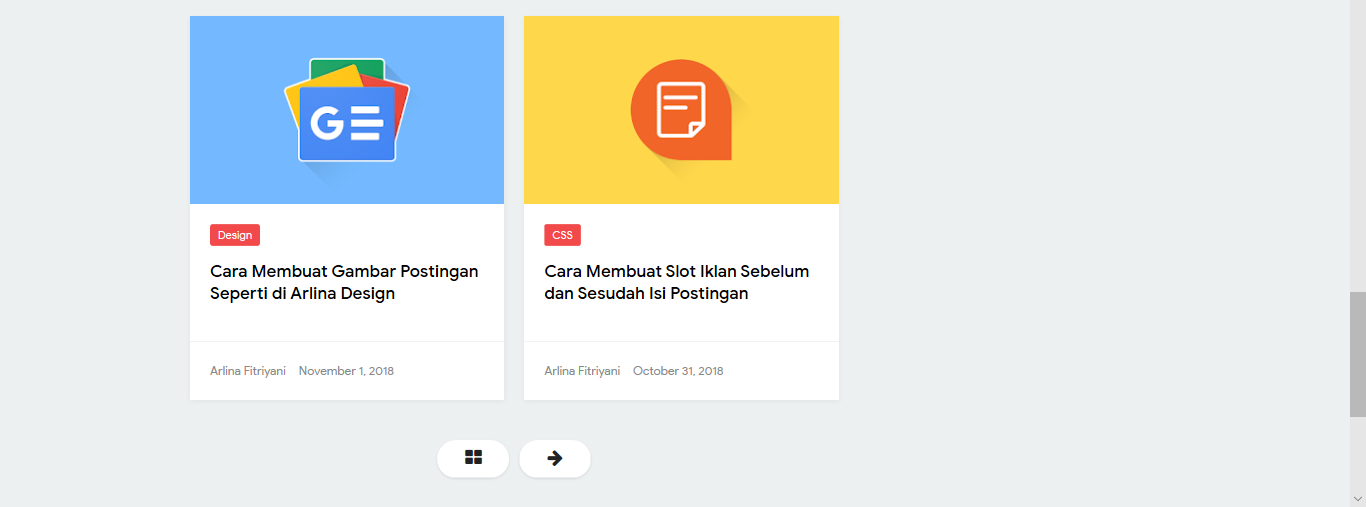 G
Design
Cara Membuat Gambar Postingan
Seperti di Arlina Design
Arlina Fitriyani November 1, 2018
CSS
Cara Membuat Slot Iklan Sebelum
dan Sesudah Isi Postingan
Arlina Fitriyani October 31, 2018